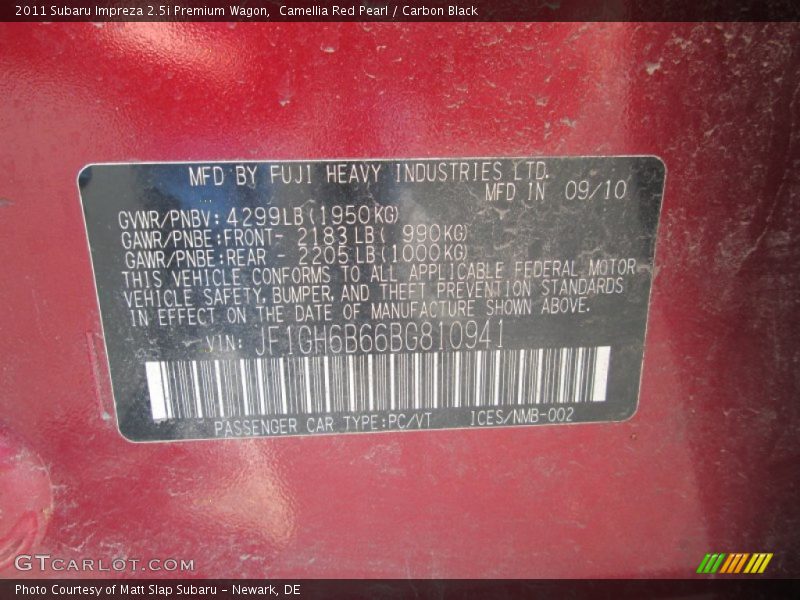 2011 Subaru Impreza 2.5i Premium Wagon,  Camellia Red Pearl / Carbon Black
MFD BY FUJI HEAVY INDUSTRIES LTD.
MFD IN 09/10
GVWR/PNBV: 4299LB(1950KG)
GAWR/PNBE:FRONT- 2183LB( 990KG)
GAWR/PNBE:REAR - 2205LB(1000KG)
THIS VEHICLE CONFORMS TO ALL APPLICABLE FEDERAL MOTOR
VEHICLE SAFETY, BUMPER, AND THEFT PREVENTION STANDARDS
IN EFFECT ON THE DATE OF MANUFACTURE SHOWN ABOVE.
VIN: JF1GH6B66BG810941
PASSENGER CAR TYPE:PC/VT ICES/NMB-002
GTCARLOT.COM
Photo Courtesy of Matt Slap Subaru - Newark, DE